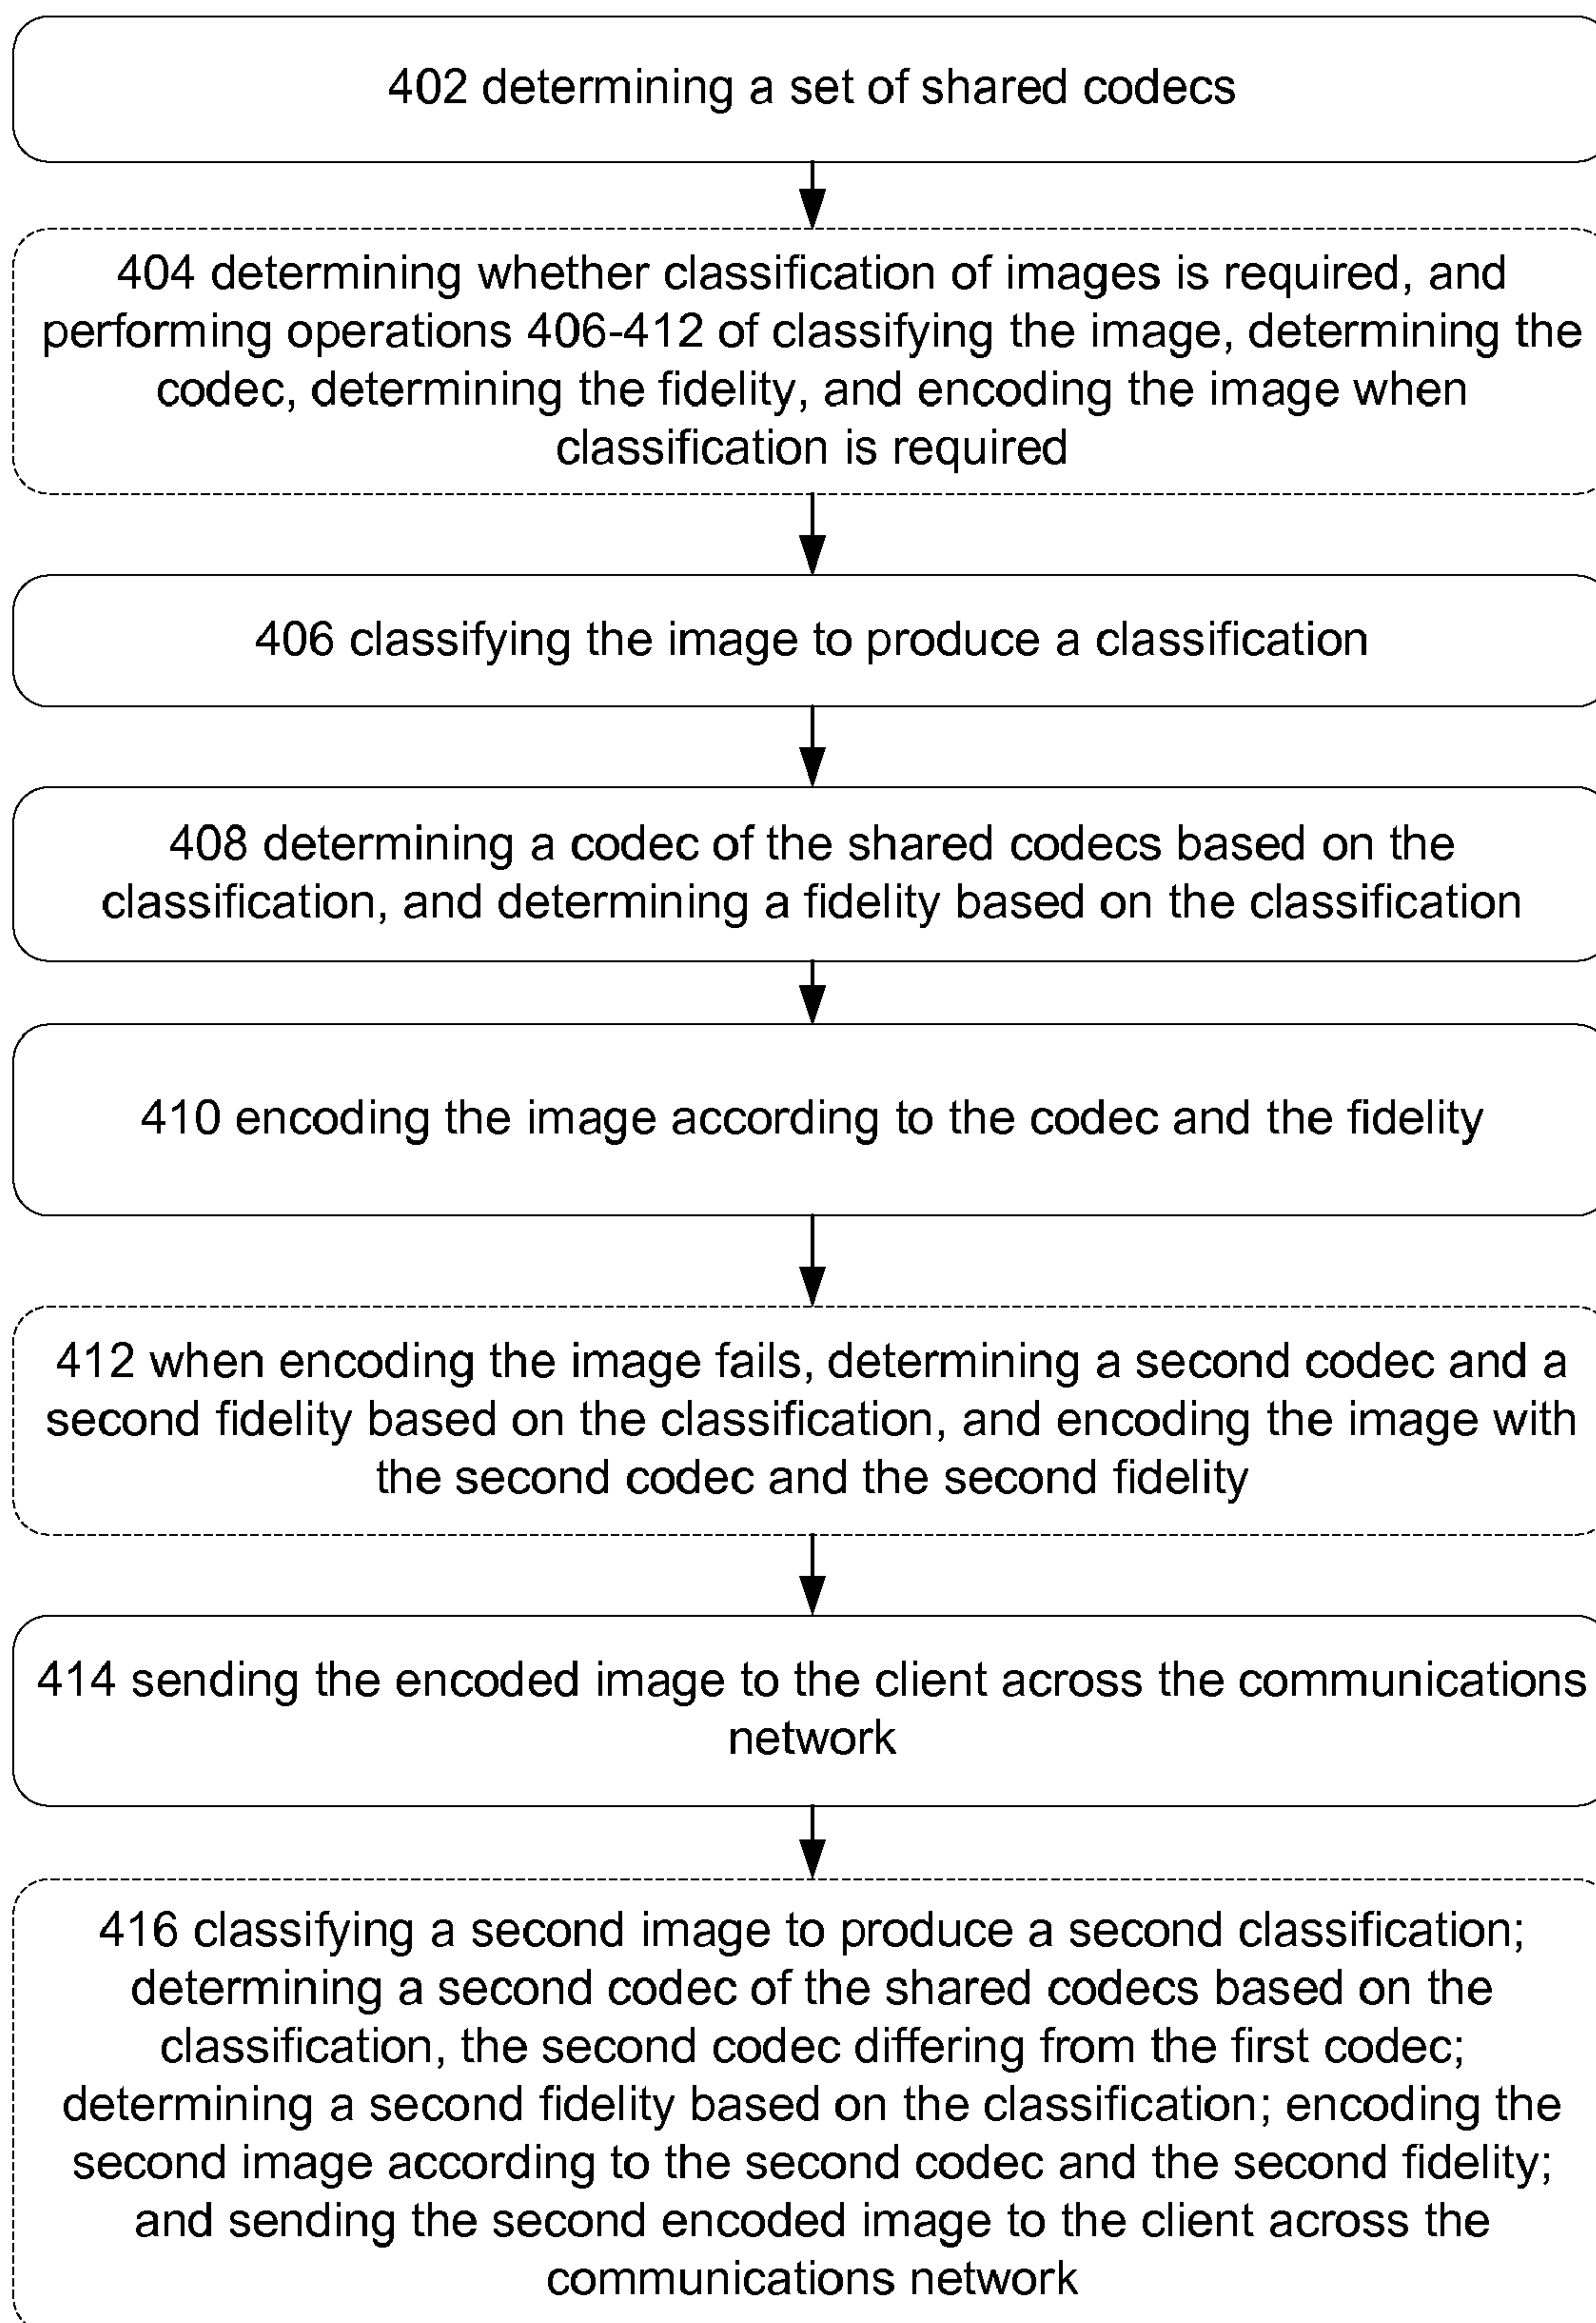 402 determining a set of shared codecs
404 determining whether classification of images is required, and
performing operations 406-412 of classifying the image, determining the
codec, determining the fidelity, and encoding the image when
classification is required
406 classifying the image to produce a classification
408 determining a codec of the shared codecs based on the
classification, and determining a fidelity based on the classification
410 encoding the image according to the codec and the fidelity
412 when encoding the image fails, determining a second codec and a
second fidelity based on the classification, and encoding the image with
the second codec and the second fidelity
414 sending the encoded image to the client across the communications
network
416 classifying a second image to produce a second classification;
determining a second codec of the shared codecs based on the
classification, the second codec differing from the first codec;
determining a second fidelity based on the classification; encoding the
second image according to the second codec and the second fidelity;
and sending the second encoded image to the client across the
communications network